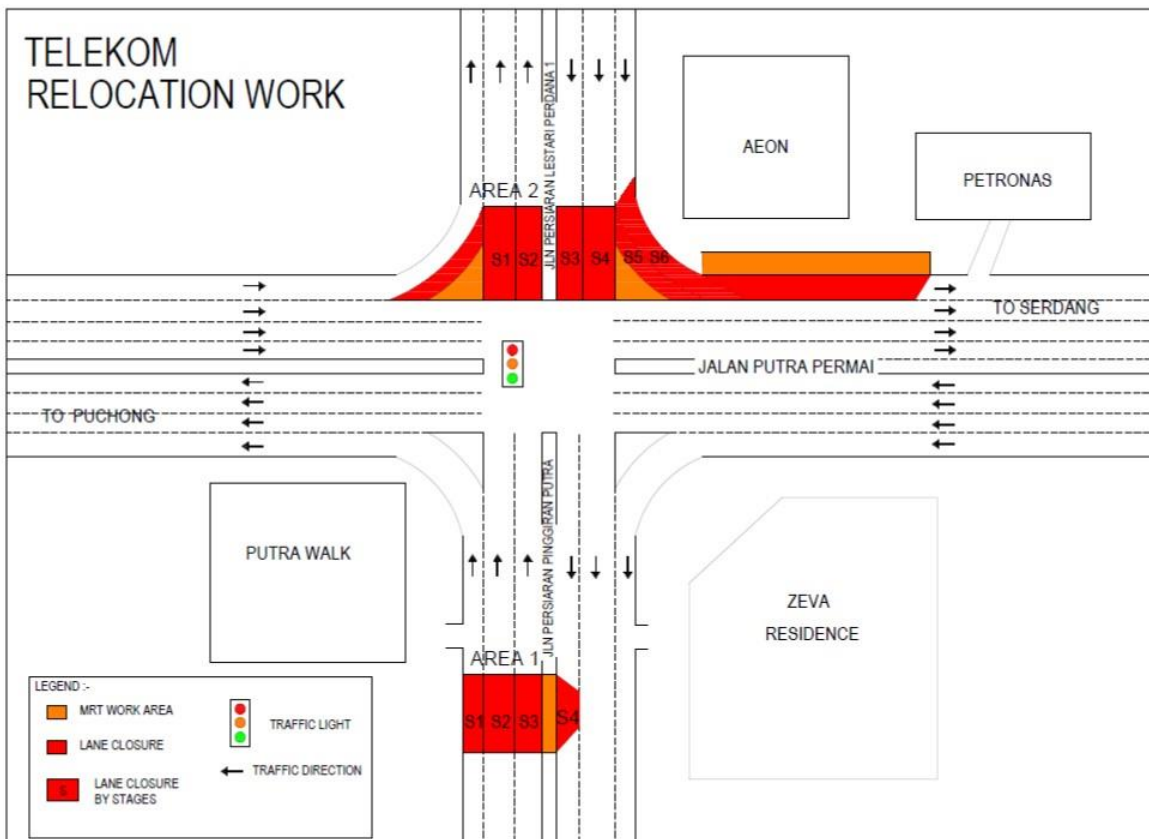 TELEKOM
RELOCATION WORK
JLN PERSIARAN LESTARI PERDANA 1
AEON
PETRONAS
AREA 2
S1 S2 S3 S4 S5 S6
TO SERDANG
JALAN PUTRA PERMAI
TO PUCHONG
JLN PERSIARAN PINGGIRAN PUTRA
PUTRA WALK
ZEVA
RESIDENCE
AREA 1
S1 S2 S3 S4
LEGEND :-
MRT WORK AREA
TRAFFIC LIGHT
LANE CLOSURE
TRAFFIC DIRECTION
S
LANE CLOSURE
BY STAGES